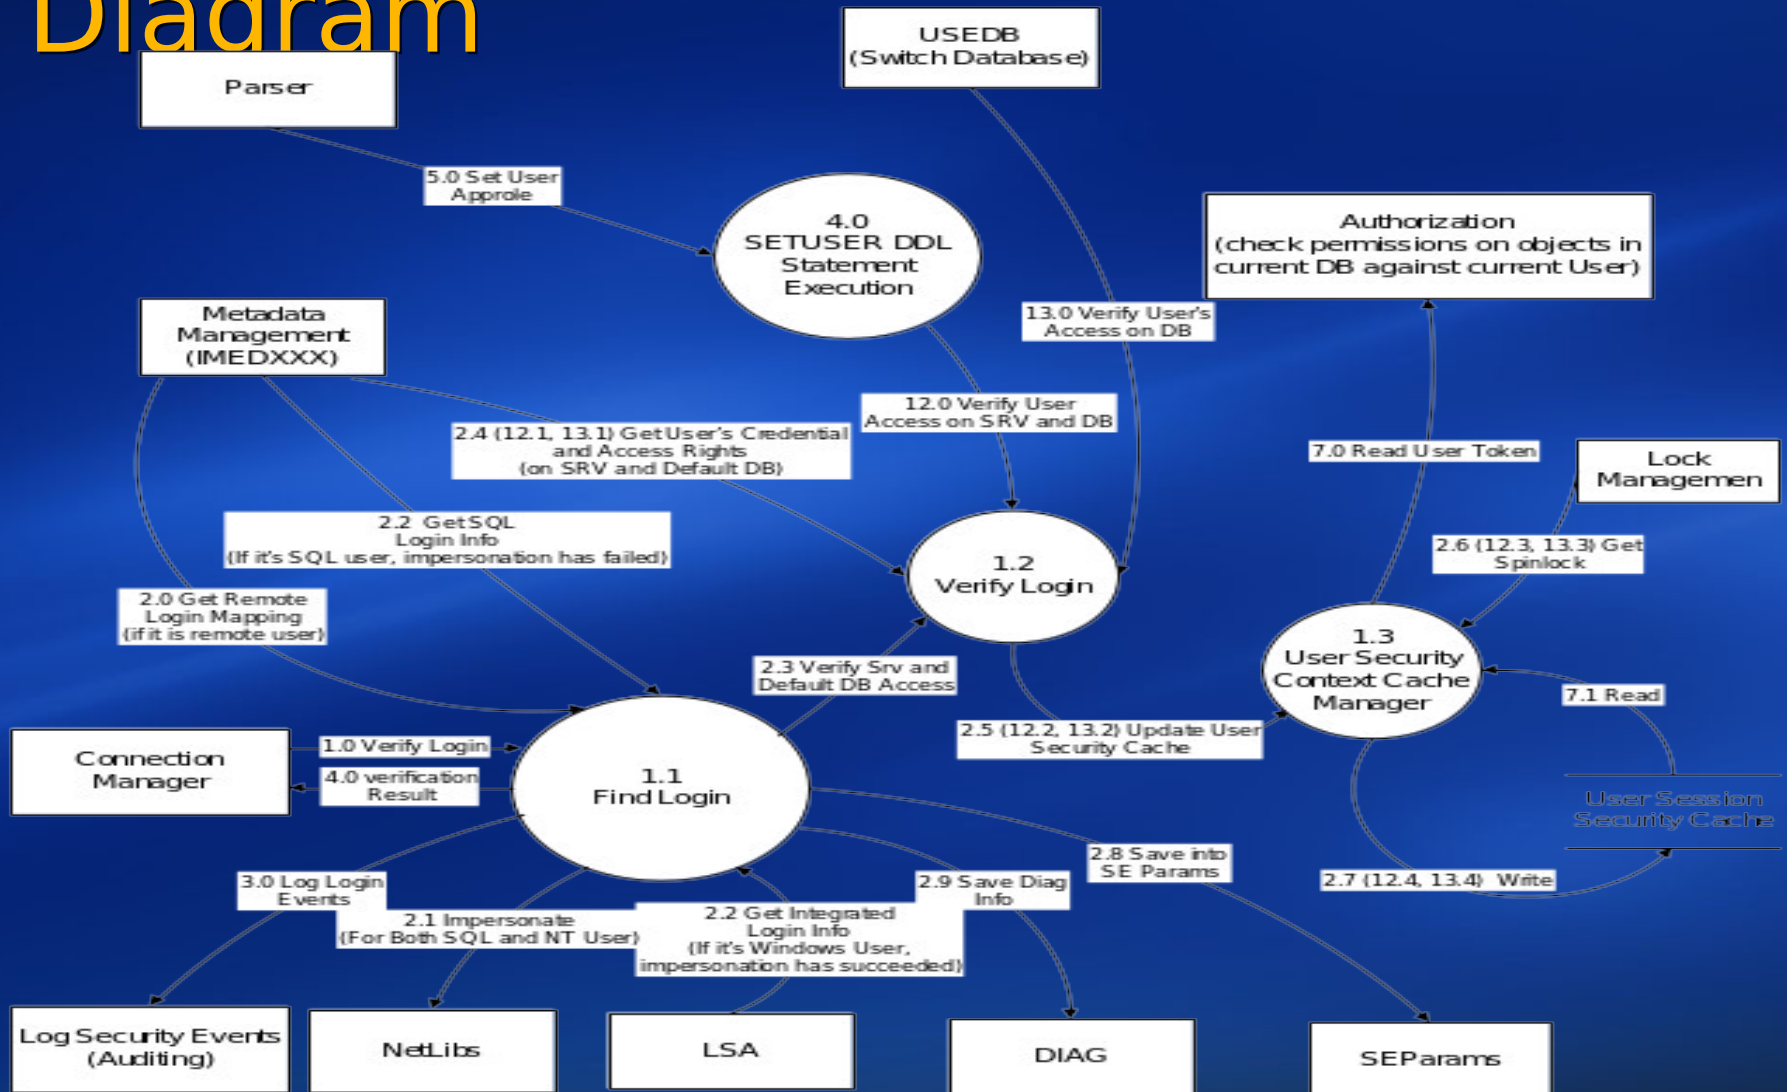 Diagram
USEDB
(Switch Database)
Parser
5.0 Set User
Approle
4.0
SETUSER DDL
Statement
Execution
Authorization
(check permissions on objects in
current DB against current User)
Metadata
Management
(IMEDXXX)
13.0 Verify User's
Access on DB
12.0 Verify User
Access on SRV and DB
2.4 (12.1, 13.1) Get User's Credential
and Access Rights
(on SRV and Default DB)
7.0 Read User Token
Lock
Managemen
2.2 Get SQL
Login Info
(If it's SQL user, impersonation has failed)
2.6 (12.3, 13.3) Get
Spinlock
1.2
Verify Login
2.0 Get Remote
Login Mapping
(if it is remote user)
1.3
User Security
Context Cache
Manager
2.3 Verify Srv and
Default DB Access
7.1 Read
2.5 (12.2, 13.2) Update User
Security Cache
Connection
Manager
1.0 Verify Login
4.0 verification
Result
1.1
Find Login
User Session
Security Cache
2.8 Save into
SE Params
2.7 (12.4, 13.4) Write
3.0 Log Login
Events
2.9 Save Diag
Info
2.1 Impersonate
(For Both SQL and NT User)
2.2 Get Integrated
Login Info
(If it's Windows User,
impersonation has succeeded)
Log Security Events
(Auditing)
NetLibs
LSA
DIAG
SEParams